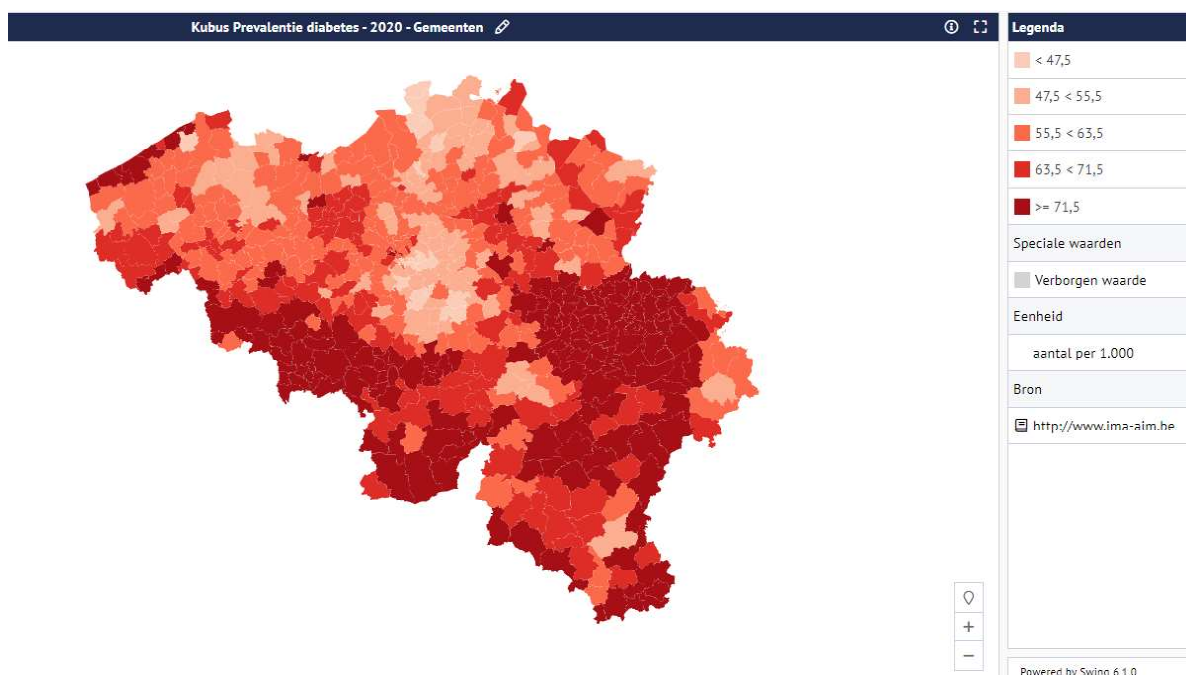 Kubus Prevalentie diabetes - 2020 - Gemeenten
Legenda
< 47,5
47,5 < 55,5
55,5 < 63,5
63,5 < 71,5
>= 71,5
Speciale waarden
Verborgen waarde
Eenheid
aantal per 1.000
Bron
http://www.ima-aim.be
+
−
Powered by Swing 6.1.0